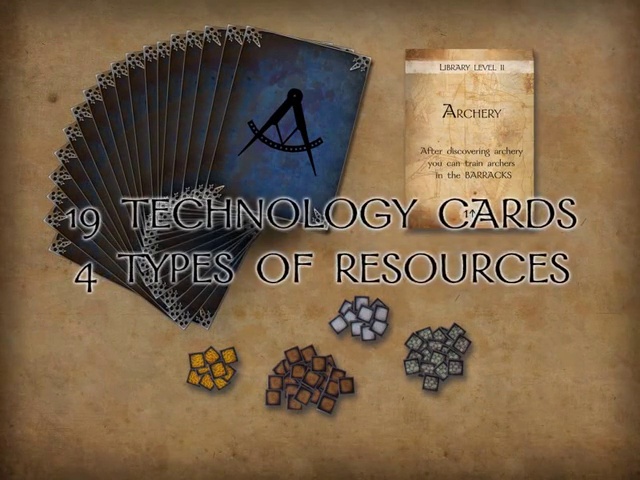 LIBRARY LEVEL II
ARCHERY
After discovering archery
you can train archers
in the BARRACKS
1↑
19 TECHNOLOGY CARDS
4 TYPES OF RESOURCES